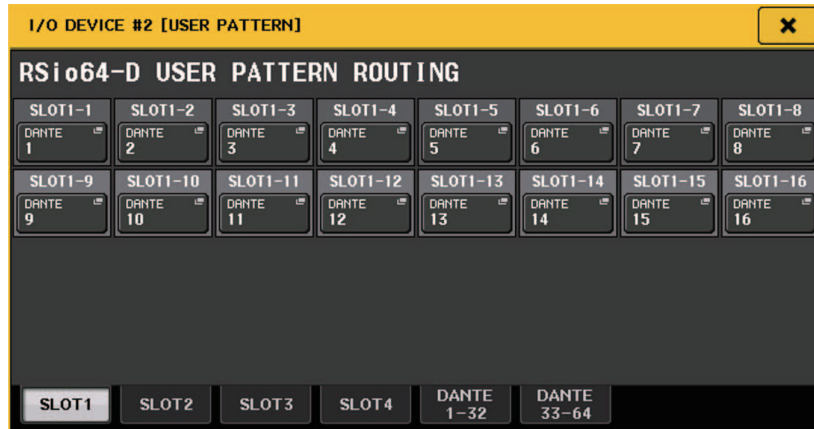 I/O DEVICE #2 [USER PATTERN]
RSio64-D USER PATTERN ROUTING
SLOT1-1 SLOT1-2 SLOT1-3 SLOT1-4 SLOT1-5 SLOT1-6 SLOT1-7 SLOT1-8
DANTE DANTE DANTE DANTE DANTE DANTE DANTE DANTE
1 2 3 4 5 6 7 8
SLOT1-9 SLOT1-10 SLOT1-11 SLOT1-12 SLOT1-13 SLOT1-14 SLOT1-15 SLOT1-16
DANTE DANTE DANTE DANTE DANTE DANTE DANTE DANTE
9 10 11 12 13 14 15 16
SLOT1 SLOT2 SLOT3 SLOT4 DANTE DANTE
1-32 33-64